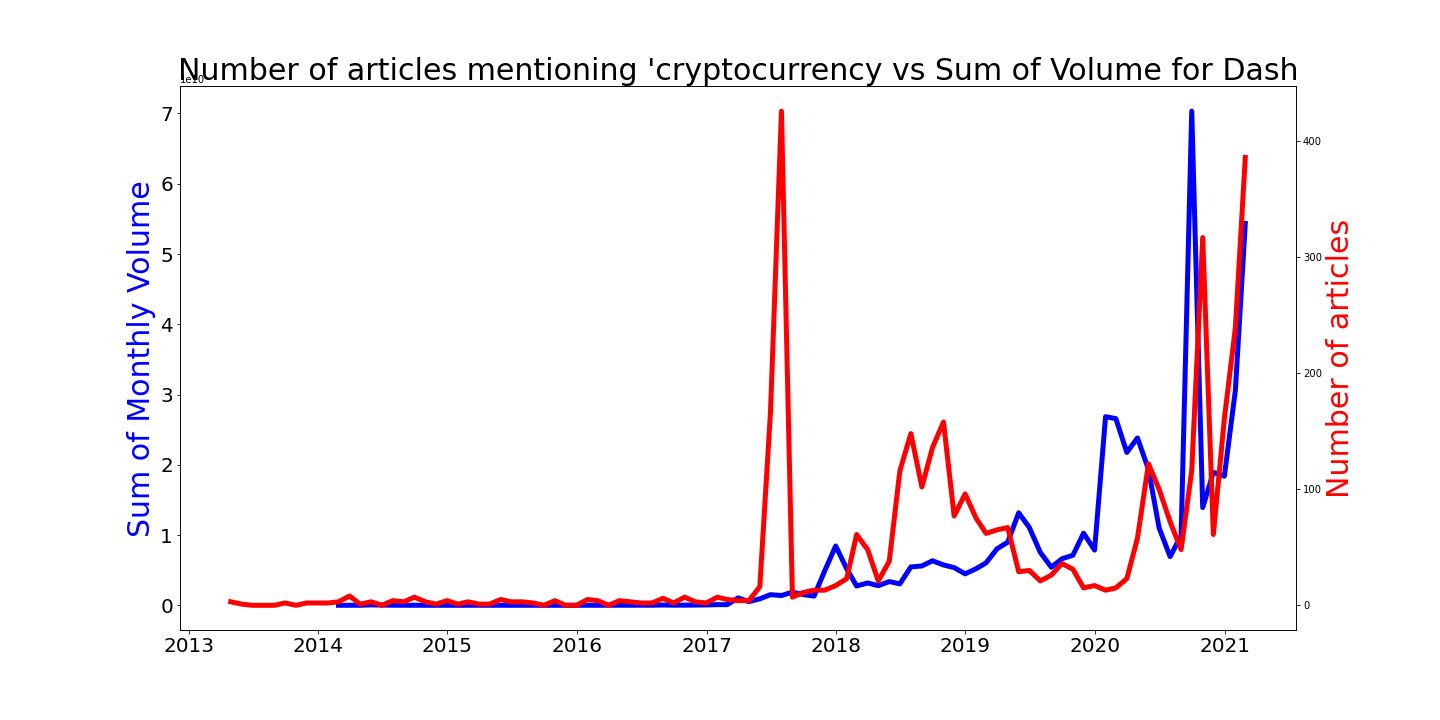 Number of articles mentioning 'cryptocurrency vs Sum of Volume for Dash
1e10
7
6
5
4
3
2
1
0
Sum of Monthly Volume
400
300
200
100
0
Number of articles
2013 2014 2015 2016 2017 2018 2019 2020 2021